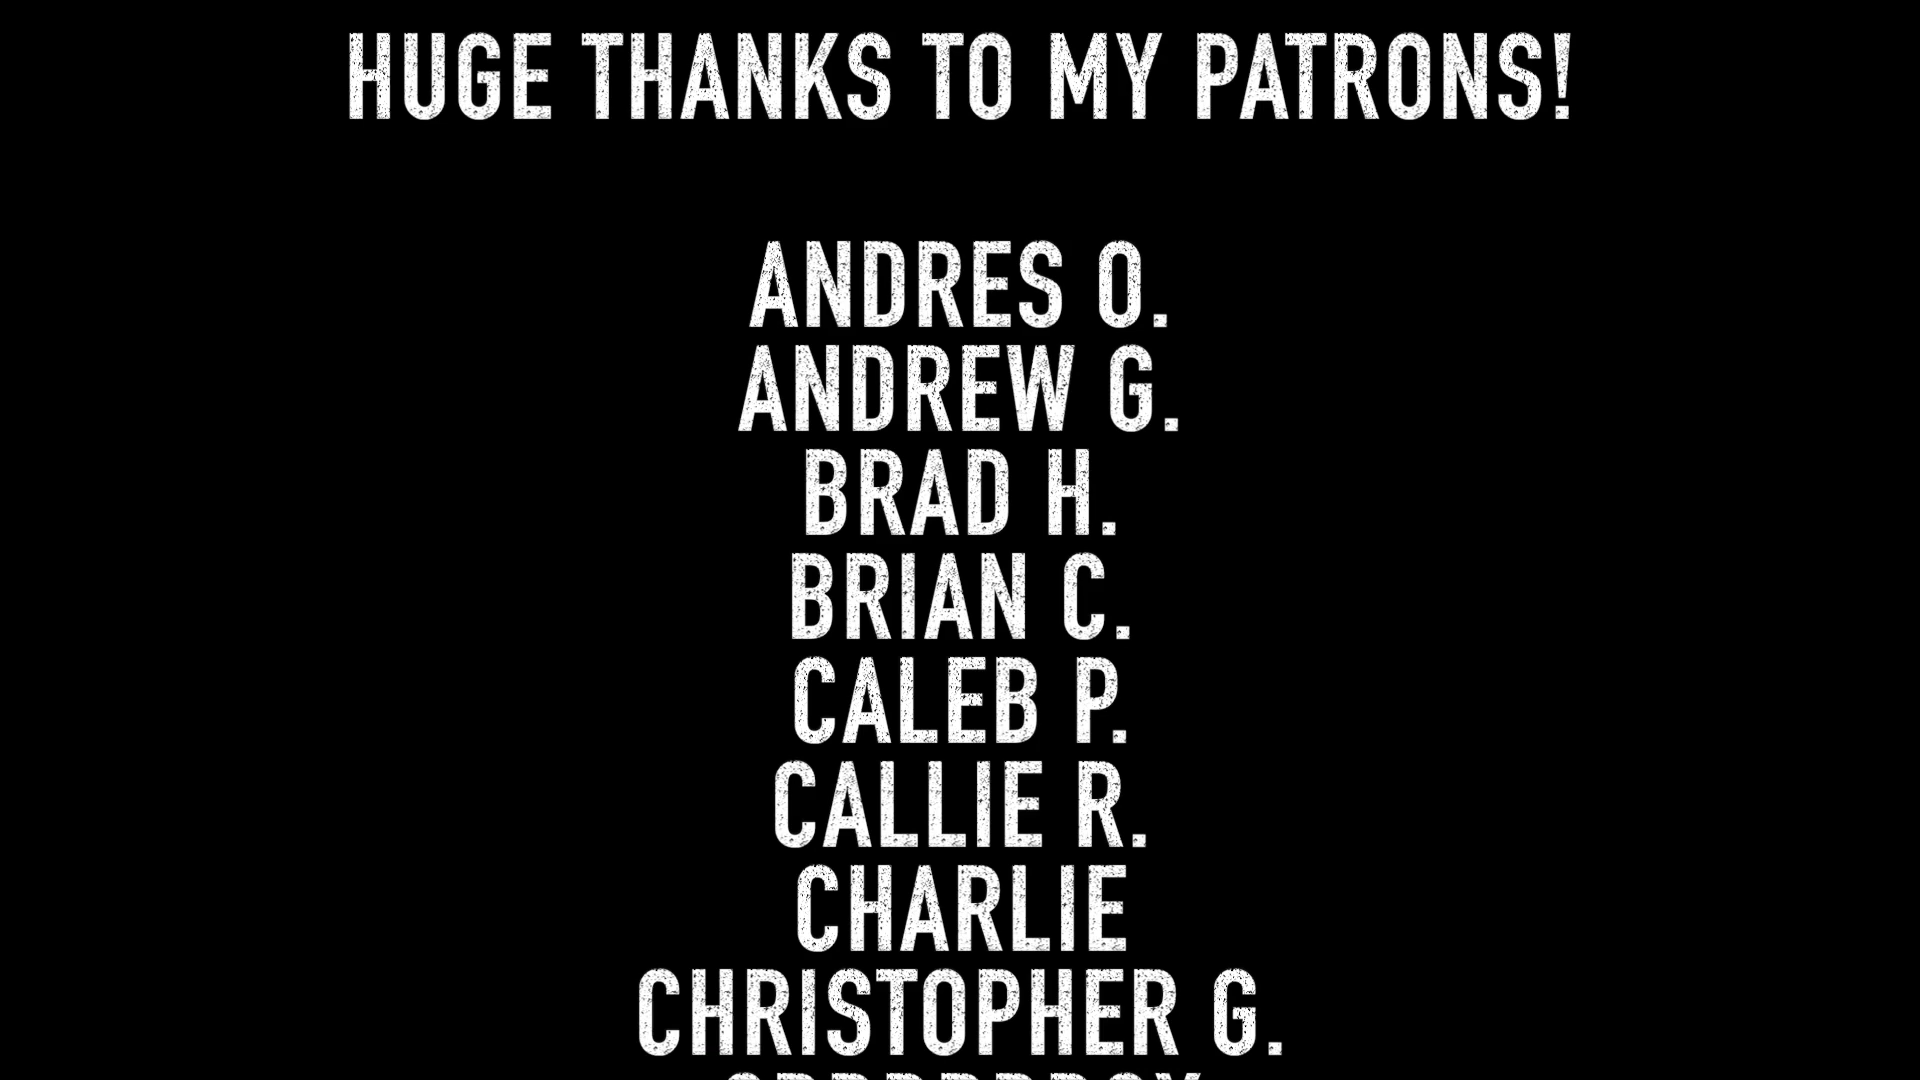 HUGE THANKS TO MY PATRONS!
ANDRES O.
ANDREW G.
BRAD H.
BRIAN C.
CALEB P.
CALLIE R.
CHARLIE
CHRISTOPHER G.